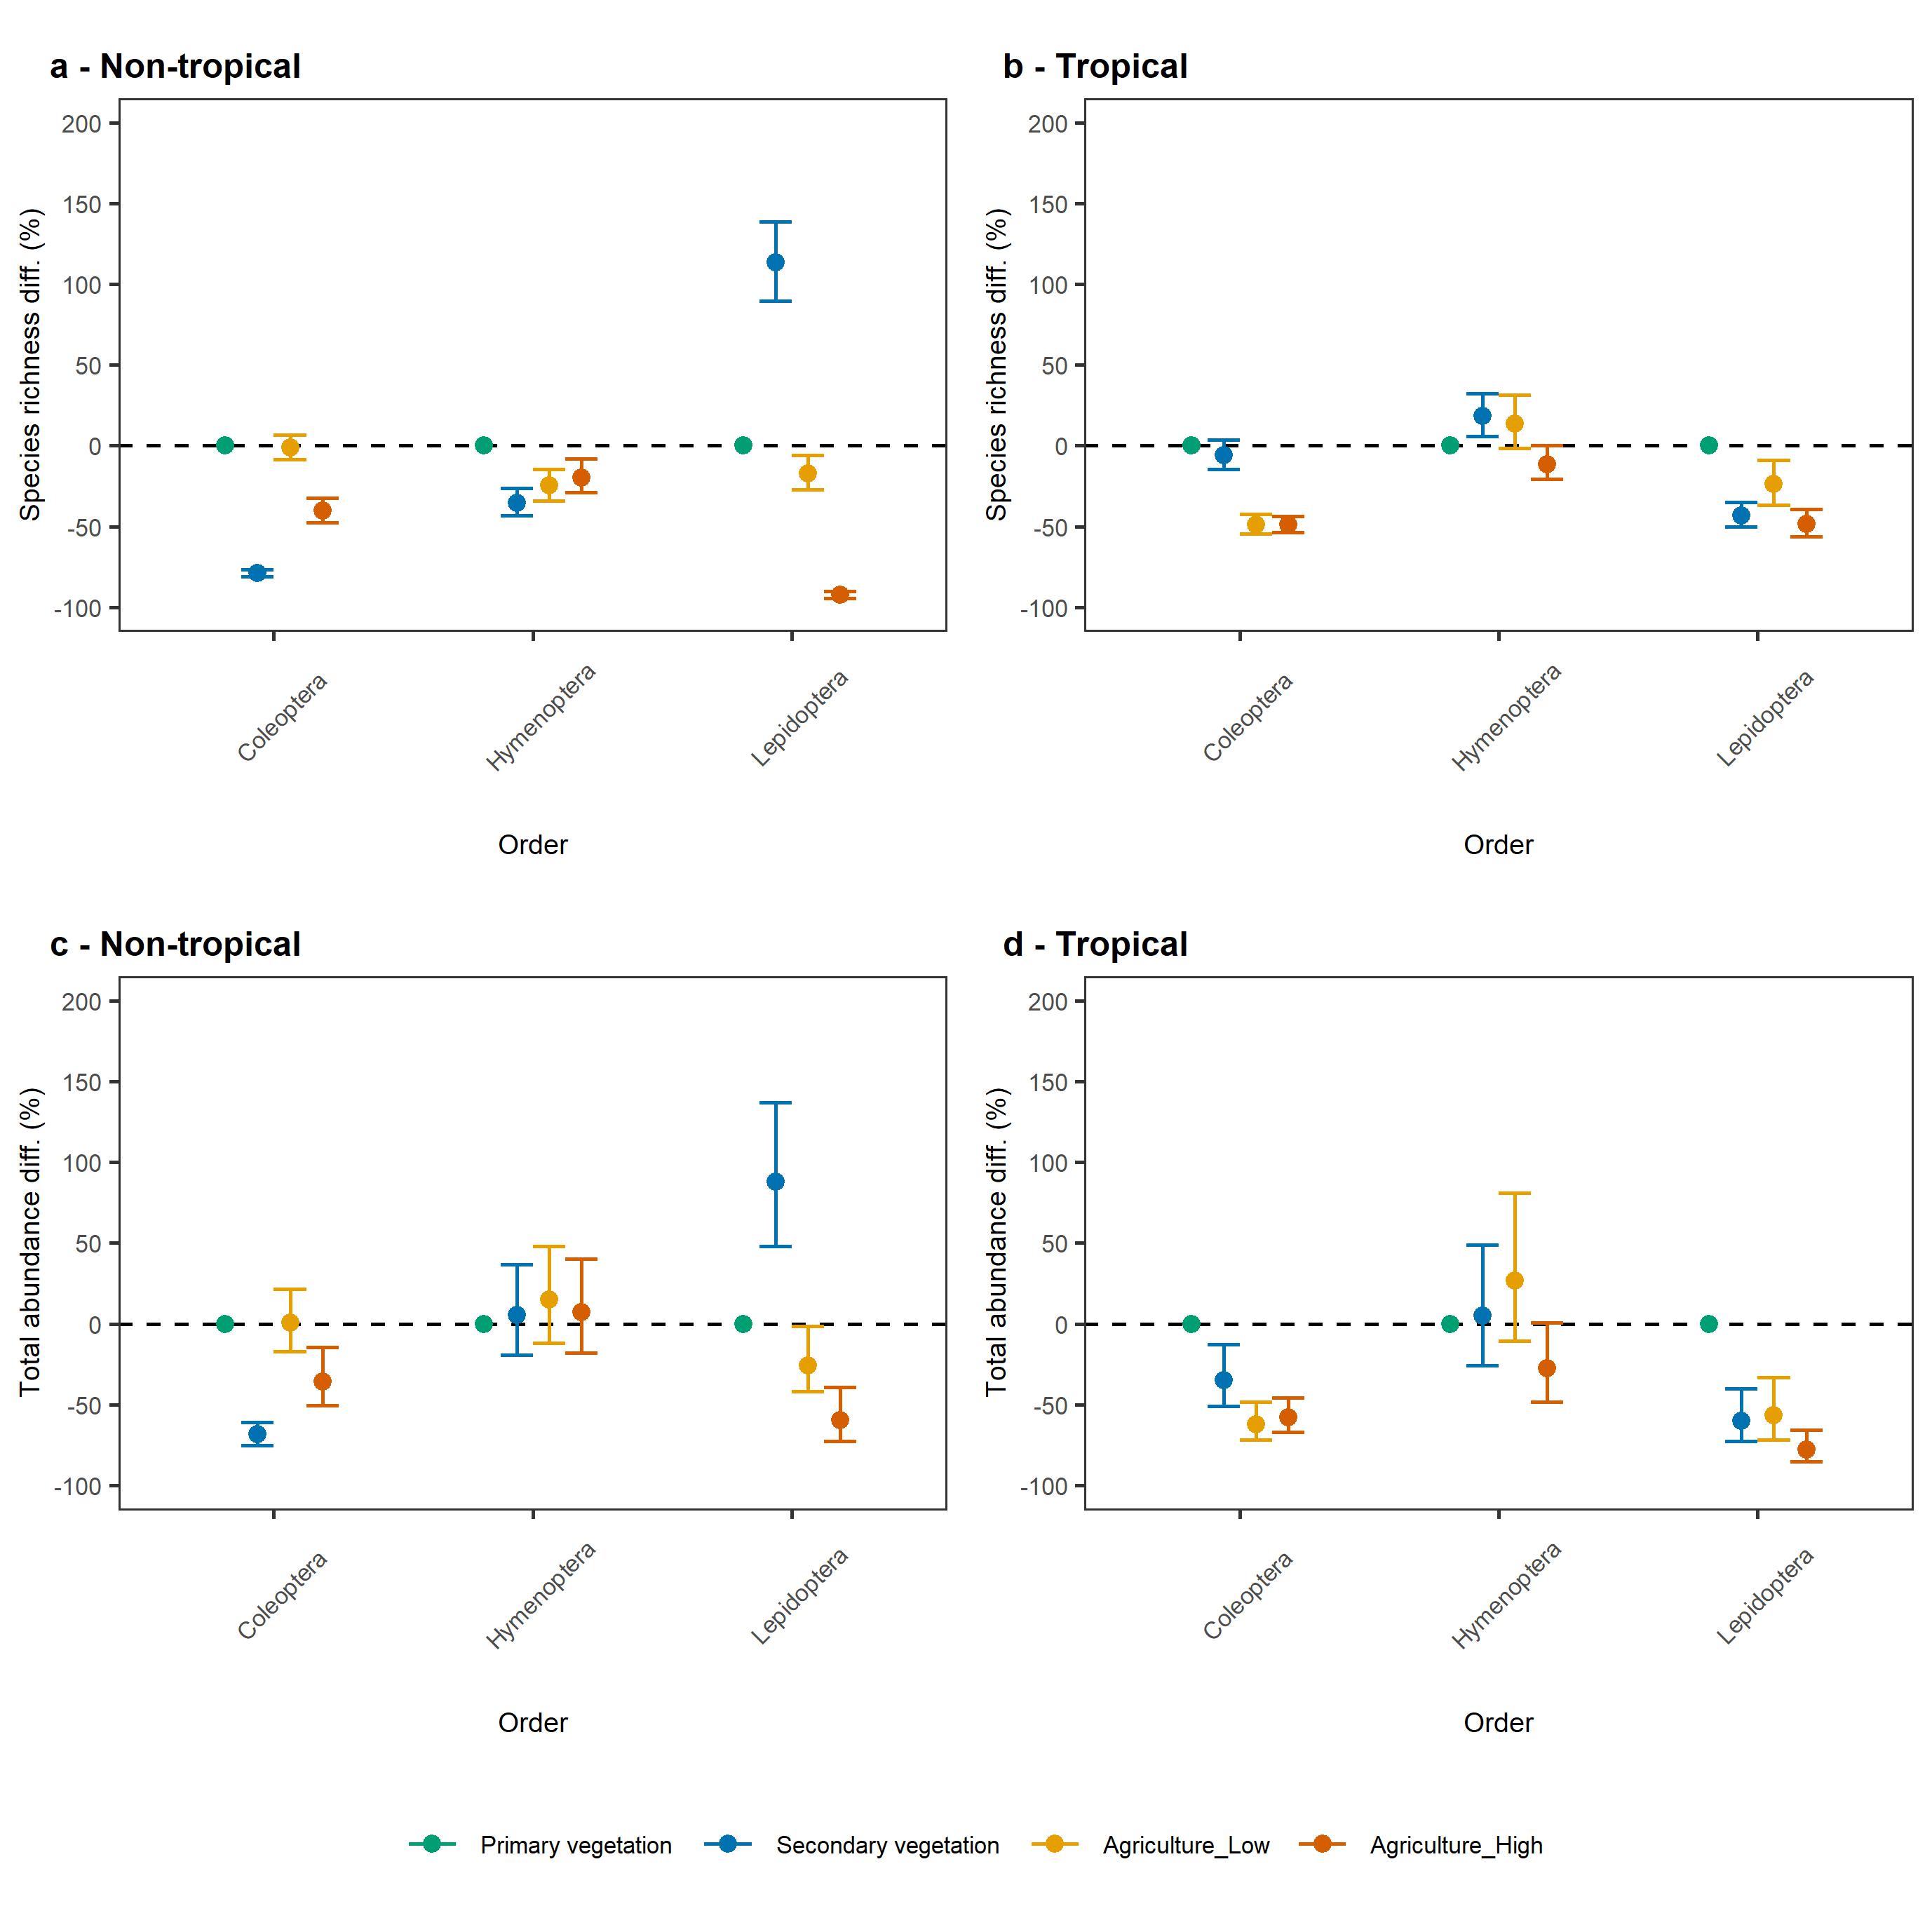 a - Non-tropical
Species richness diff. (%)
200
150
100
50
0
-50
-100
Coleoptera
Hymenoptera
Lepidoptera
Order
b - Tropical
Species richness diff. (%)
200
150
100
50
0
-50
-100
Coleoptera
Hymenoptera
Lepidoptera
Order
c - Non-tropical
Total abundance diff. (%)
200
150
100
50
0
-50
-100
Coleoptera
Hymenoptera
Lepidoptera
Order
d - Tropical
Total abundance diff. (%)
200
150
100
50
0
-50
-100
Coleoptera
Hymenoptera
Lepidoptera
Order
Primary vegetation
Secondary vegetation
Agriculture_Low
Agriculture_High